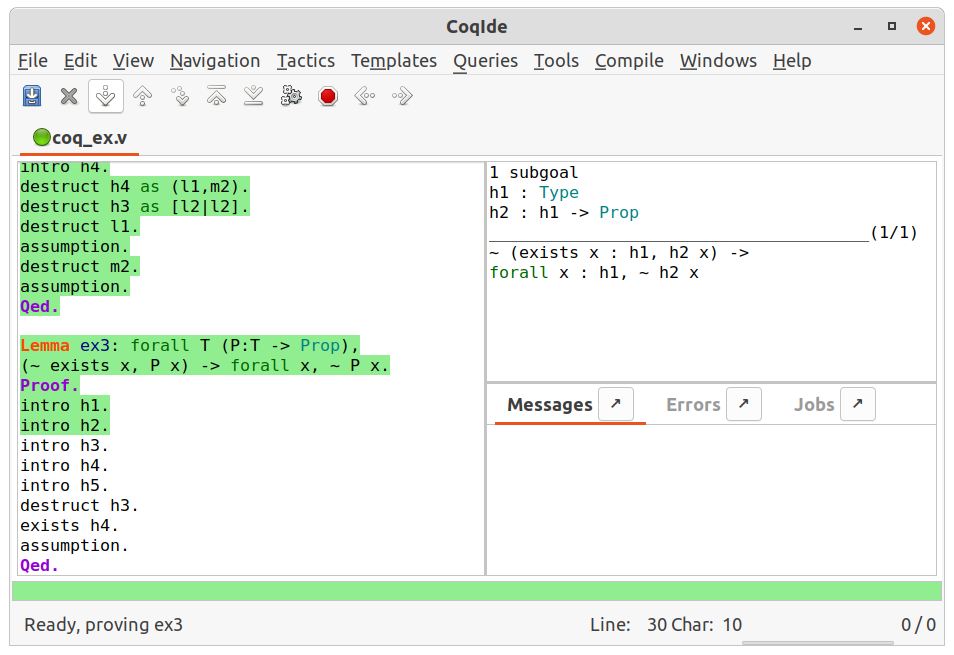 CoqIde
File Edit View Navigation Tactics Templates Queries Tools Compile Windows Help
coq_ex.v
intro h4.
destruct h4 as (l1,m2).
destruct h3 as [l2|l2].
destruct l1.
assumption.
destruct m2.
assumption.
Qed.
Lemma ex3: forall T (P:T -> Prop),
(~ exists x, P x) -> forall x, ~ P x.
Proof.
intro h1.
intro h2.
intro h3.
intro h4.
intro h5.
destruct h3.
exists h4.
assumption.
Qed.
1 subgoal
h1 : Type
h2 : h1 -> Prop
______________________________________(1/1)
~ (exists x : h1, h2 x) ->
forall x : h1, ~ h2 x
Messages ↗ Errors ↗ Jobs ↗
Ready, proving ex3 Line: 30 Char: 10 0 / 0